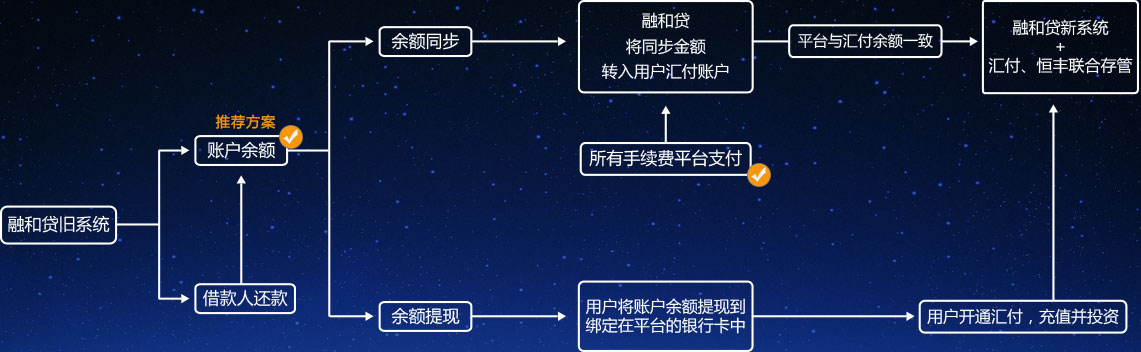 融和贷旧系统
推荐方案
账户余额
借款人还款
余额同步
融和贷
将同步金额
转入用户汇付账户
所有手续费平台支付
平台与汇付余额一致
融和贷新系统
+
汇付、恒丰联合存管
余额提现
用户将账户余额提现到
绑定在平台的银行卡中
用户开通汇付，充值并投资